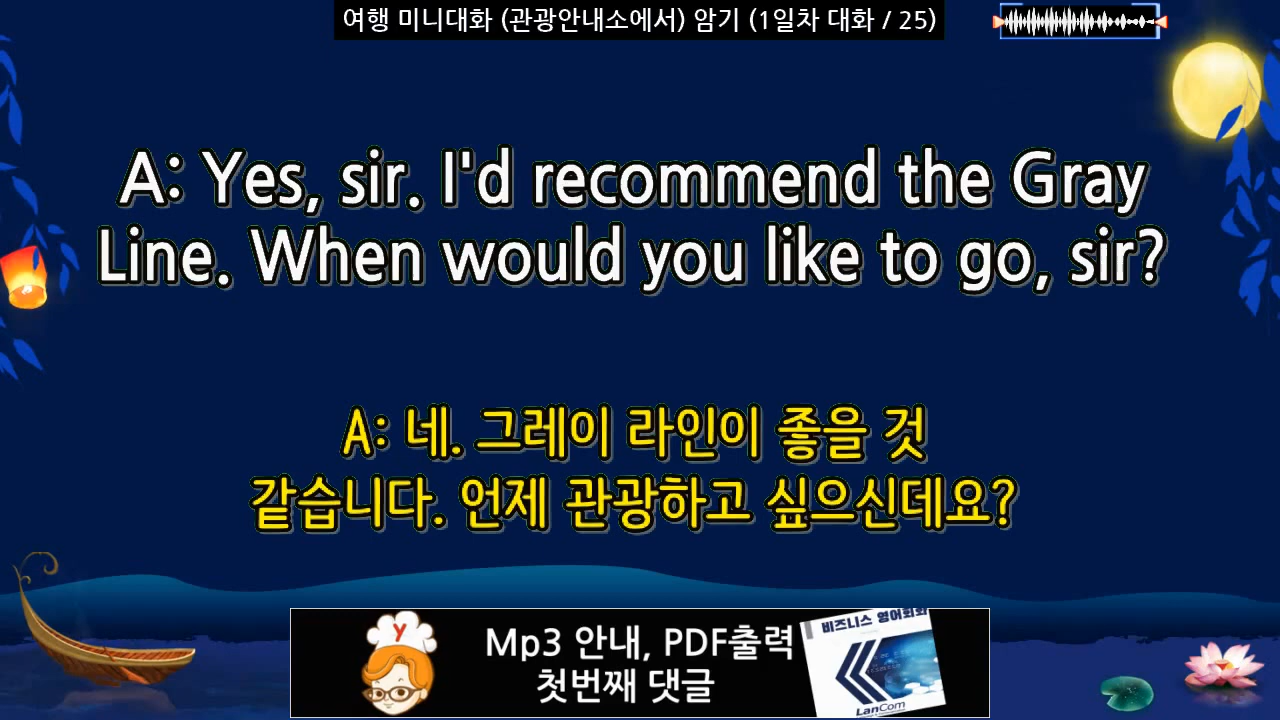 여행 미니대화 (관광안내소에서) 암기 (1일차 대화 / 25)
A: Yes, sir. I'd recommend the Gray
Line. When would you like to go, sir?
A: 네. 그레이 라인이 좋을 것
같습니다. 언제 관광하고 싶으신데요?
Y
Mp3 안내, PDF출력
첫번째 댓글
비즈니스 영어회화
LanCom